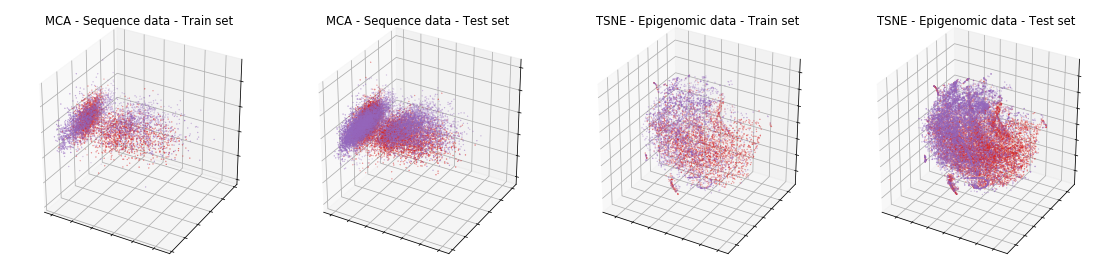 MCA - Sequence data - Train set
MCA - Sequence data - Test set
TSNE - Epigenomic data - Train set
TSNE - Epigenomic data - Test set